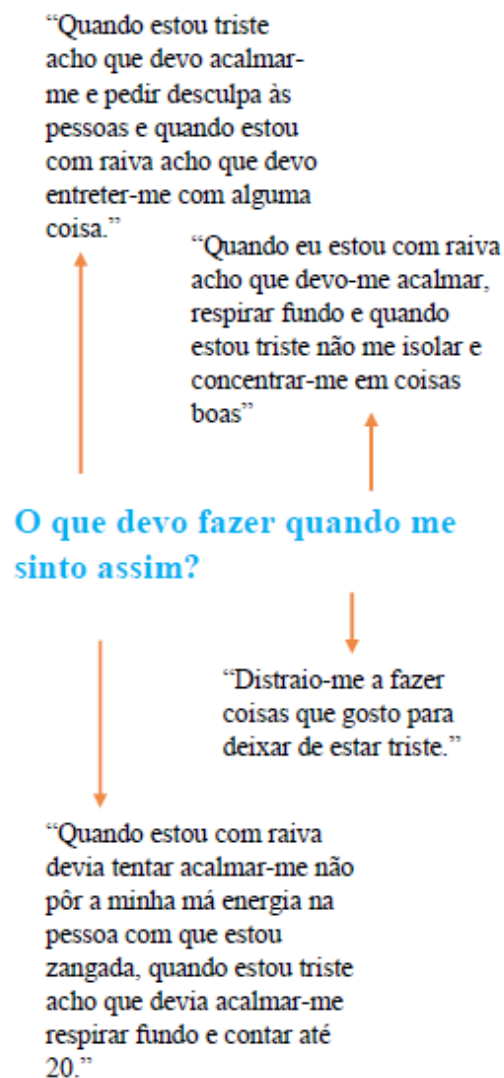 “Quando estou triste
acho que devo acalmar-
me e pedir desculpa às
pessoas e quando estou
com raiva acho que devo
entreter-me com alguma
coisa.”
“Quando eu estou com raiva
acho que devo-me acalmar,
respirar fundo e quando
estou triste não me isolar e
concentrar-me em coisas
boas”
O que devo fazer quando me
sinto assim?
“Distraio-me a fazer
coisas que gosto para
deixar de estar triste.”
“Quando estou com raiva
devia tentar acalmar-me não
pôr a minha má energia na
pessoa com que estou
zangada, quando estou triste
acho que devia acalmar-me
respirar fundo e contar até
20.”